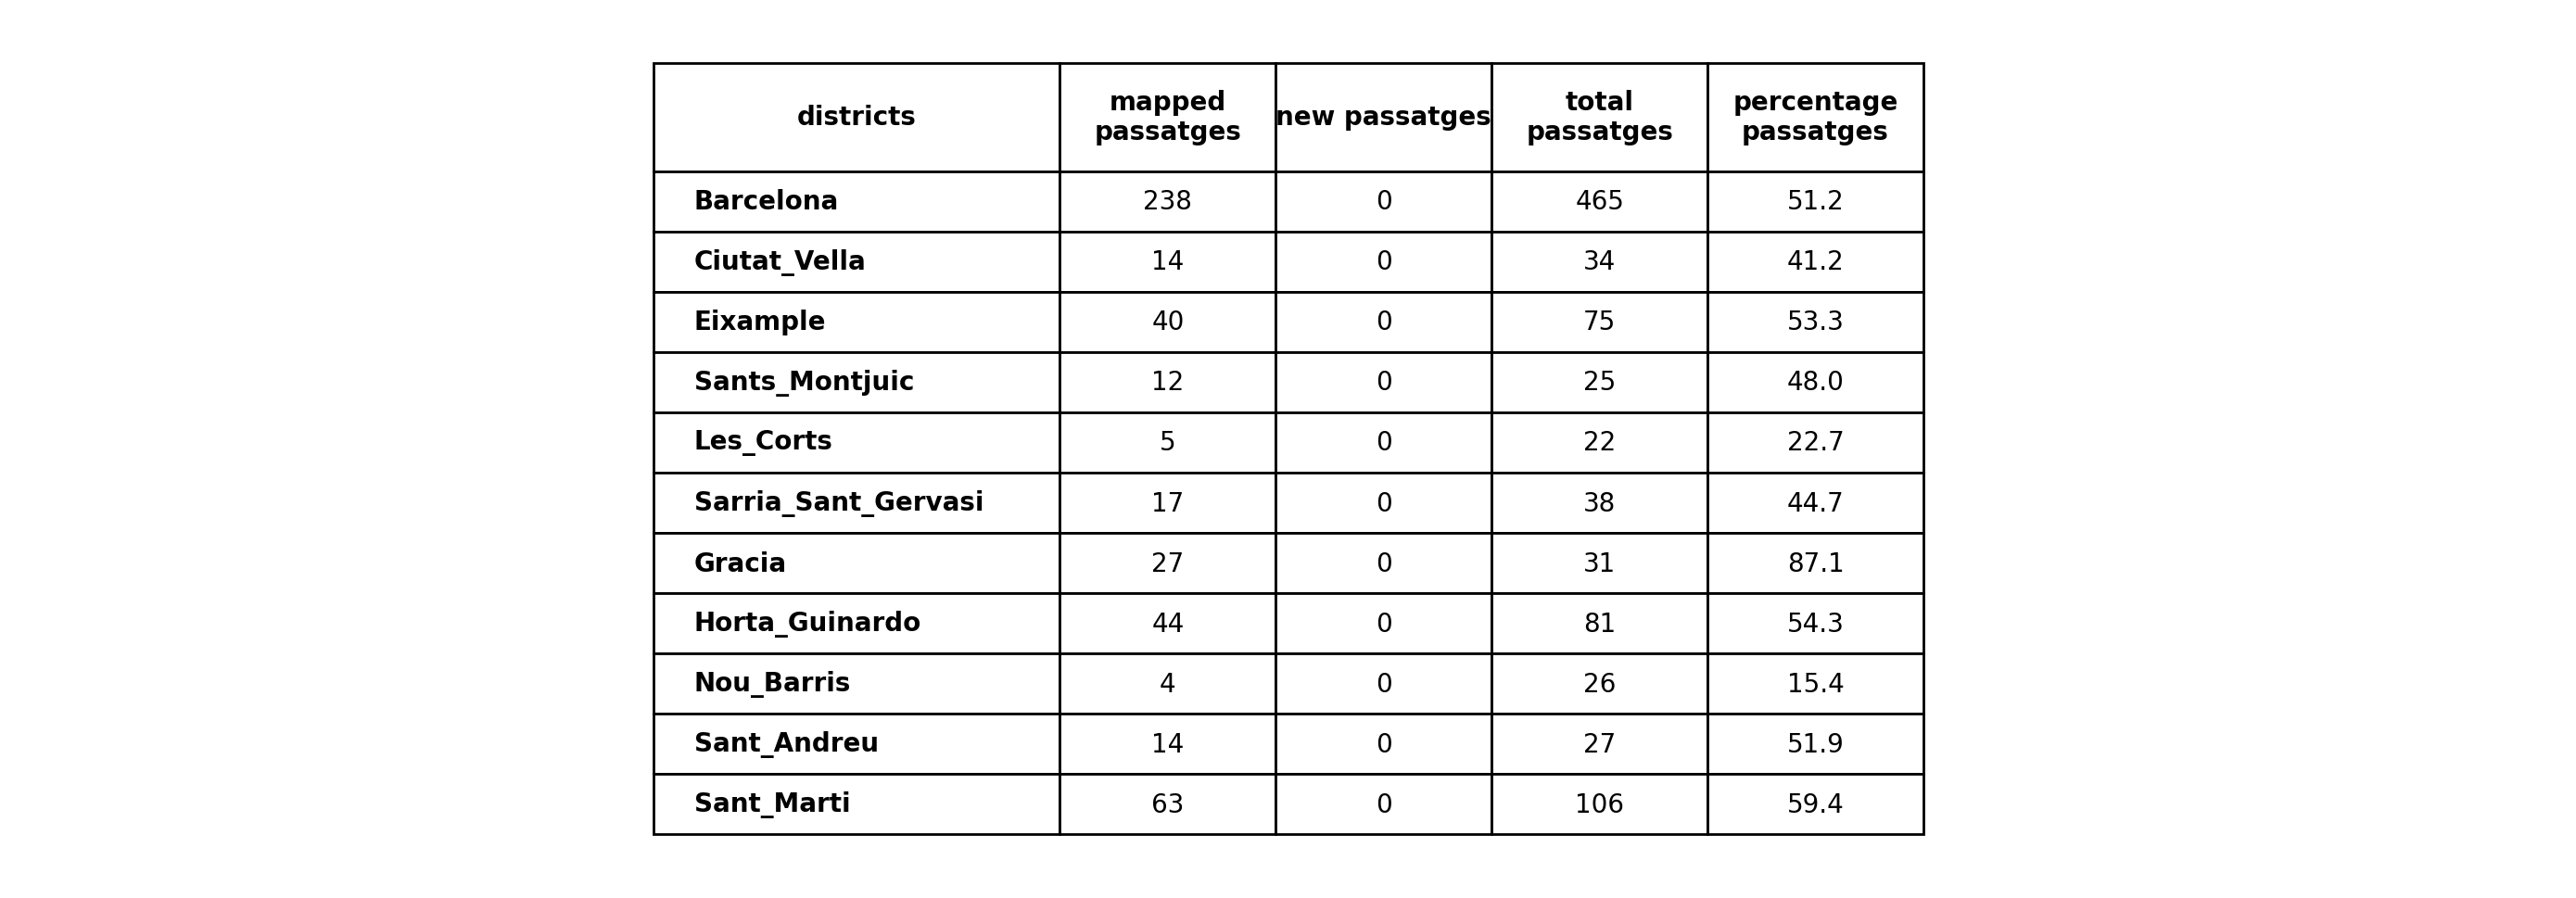 districts mapped passatges new passatges total passatges percentage passatges
Barcelona 238 0 465 51.2
Ciutat_Vella 14 0 34 41.2
Eixample 40 0 75 53.3
Sants_Montjuic 12 0 25 48.0
Les_Corts 5 0 22 22.7
Sarria_Sant_Gervasi 17 0 38 44.7
Gracia 27 0 31 87.1
Horta_Guinardo 44 0 81 54.3
Nou_Barris 4 0 26 15.4
Sant_Andreu 14 0 27 51.9
Sant_Marti 63 0 106 59.4